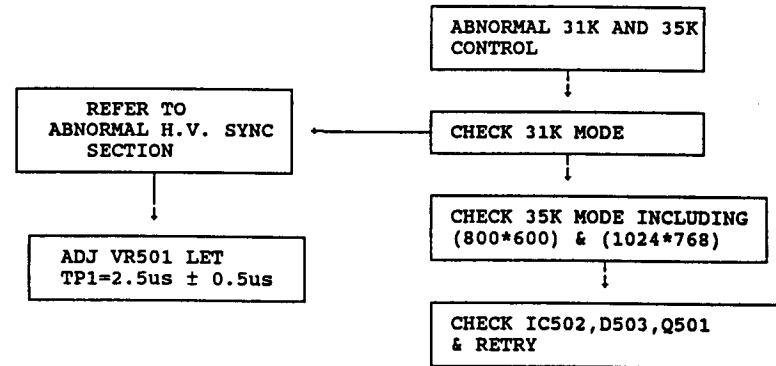 ABNORMAL 31K AND 35K
CONTROL
REFER TO
ABNORMAL H.V. SYNC
SECTION
CHECK 31K MODE
CHECK 35K MODE INCLUDING
(800*600) & (1024*768)
ADJ VR501 LET
TP1=2.5us ± 0.5us
CHECK IC502,D503,Q501
& RETRY